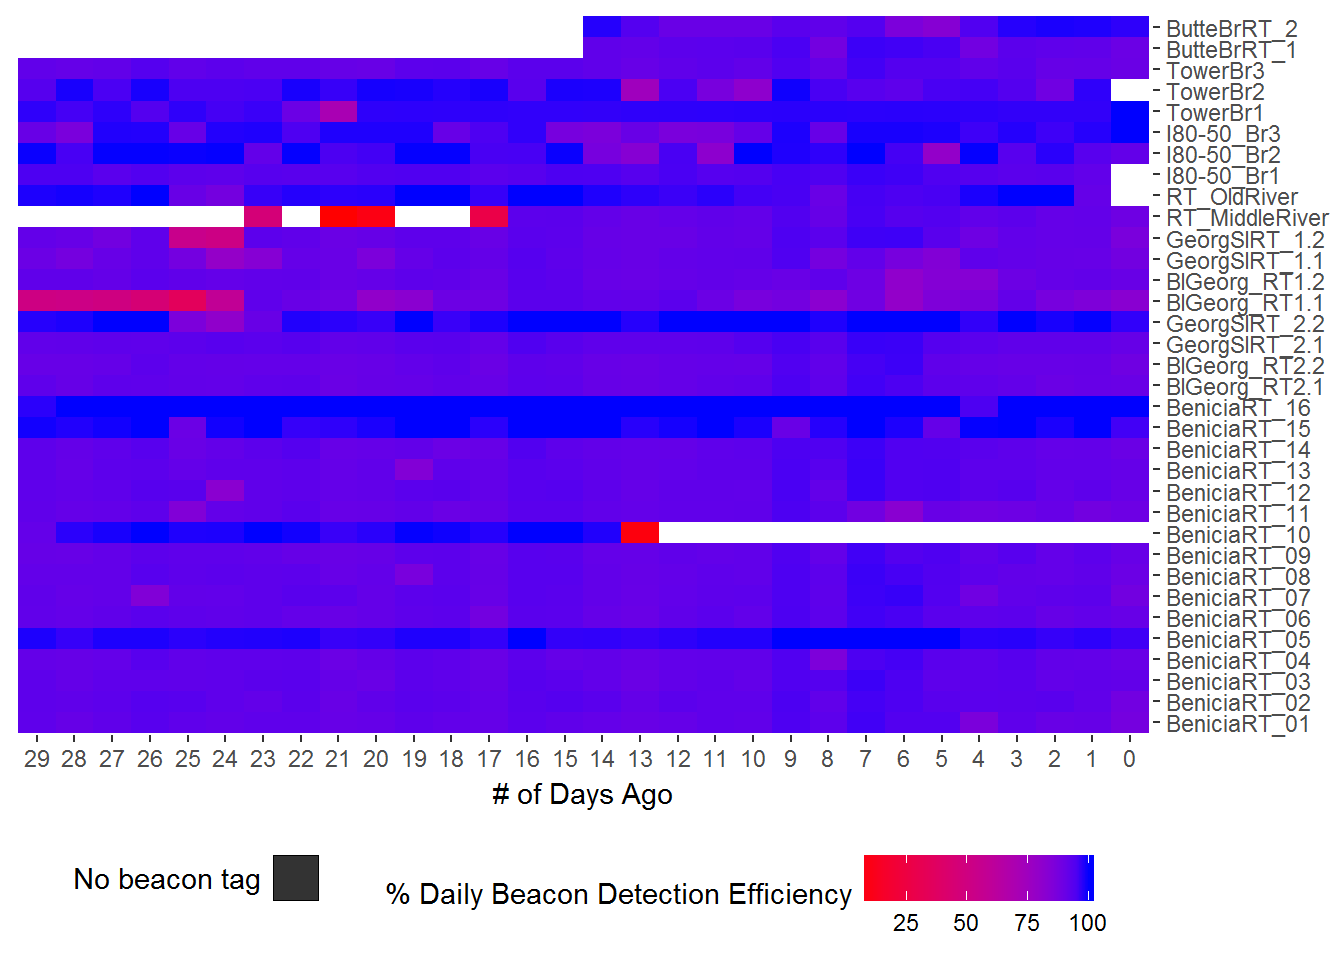 ButteBrRT_2
ButteBrRT_1
TowerBr3
TowerBr2
TowerBr1
I80-50_Br3
I80-50_Br2
I80-50_Br1
RT_OldRiver
RT_MiddleRiver
GeorgSlRT_1.2
GeorgSlRT_1.1
BlGeorg_RT1.2
BlGeorg_RT1.1
GeorgSlRT_2.2
GeorgSlRT_2.1
BlGeorg_RT2.2
BlGeorg_RT2.1
BeniciaRT_16
BeniciaRT_15
BeniciaRT_14
BeniciaRT_13
BeniciaRT_12
BeniciaRT_11
BeniciaRT_10
BeniciaRT_09
BeniciaRT_08
BeniciaRT_07
BeniciaRT_06
BeniciaRT_05
BeniciaRT_04
BeniciaRT_03
BeniciaRT_02
BeniciaRT_01
29 28 27 26 25 24 23 22 21 20 19 18 17 16 15 14 13 12 11 10 9 8 7 6 5 4 3 2 1 0
# of Days Ago
No beacon tag
% Daily Beacon Detection Efficiency
25 50 75 100